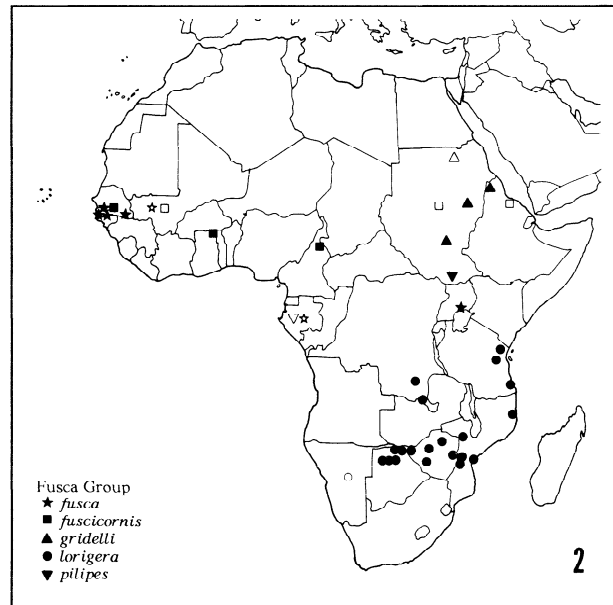 Fusca Group
fusca
fuscicornis
gridelli
lorigera
pilipes
2